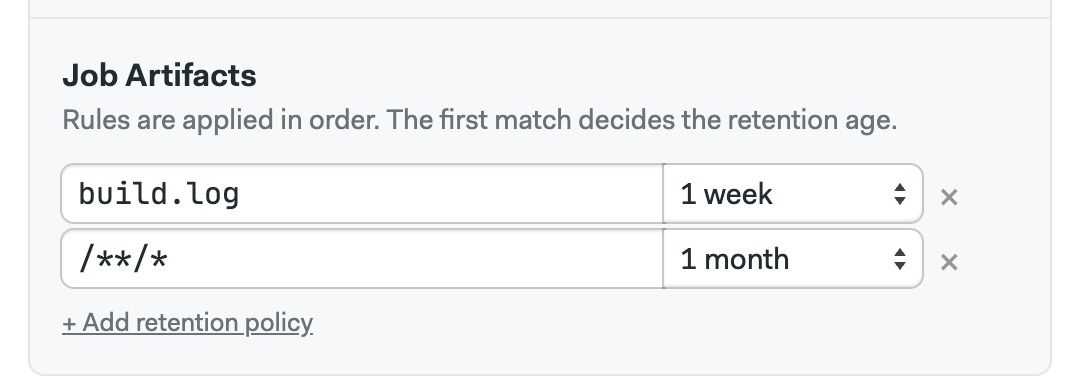 Job Artifacts
Rules are applied in order. The first match decides the retention age.
build.log 1 week
/**/* 1 month
+ Add retention policy